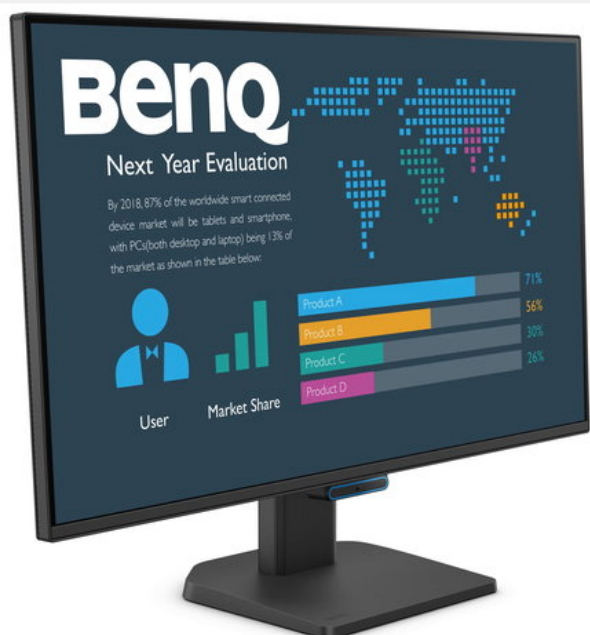 BenQ
Next Year Evaluation
By 2018, 87% of the worldwide smart connected
device market will be tablets and smartphone,
with PCs(both desktop and laptop) being 13% of
the market as shown in the table below:
Product A 71%
Product B 56%
Product C 30%
Product D 26%
User
Market Share